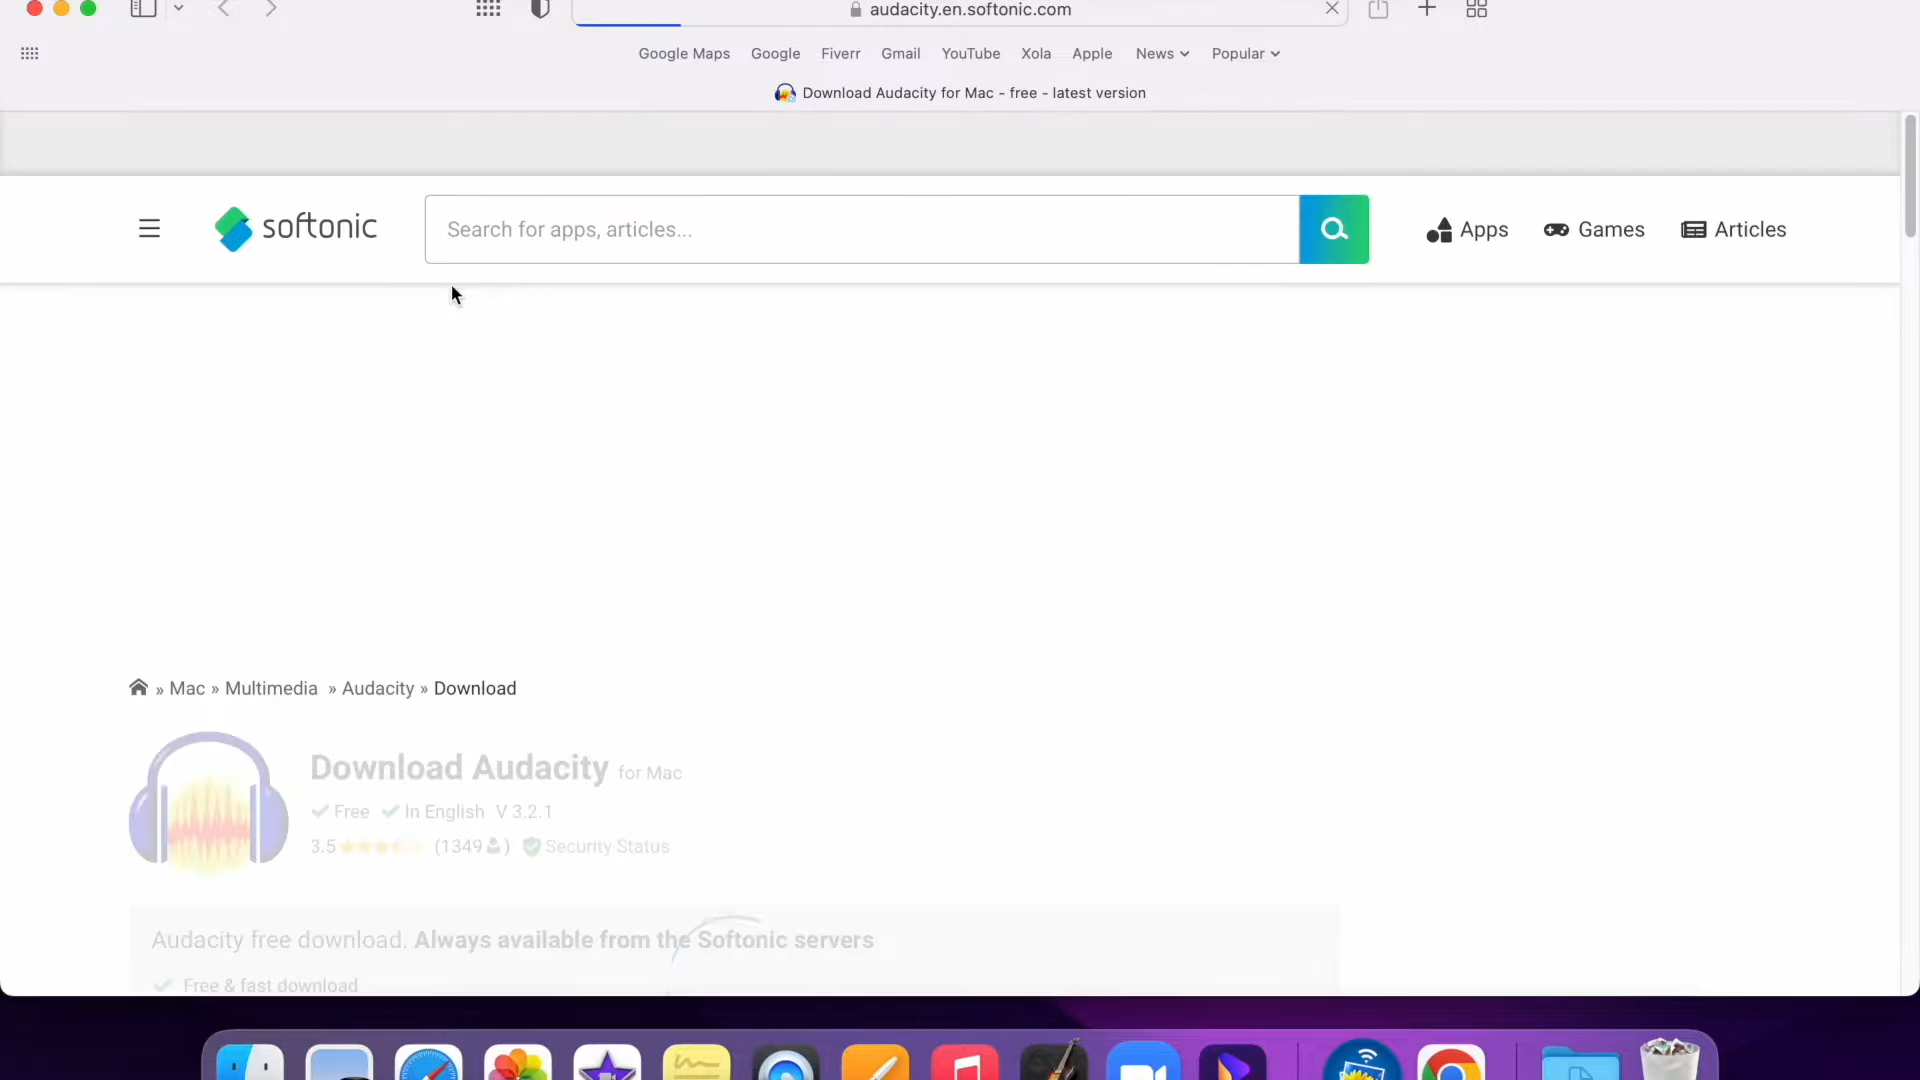 audacity.en.softonic.com
Google Maps Google Fiverr Gmail YouTube Xola Apple News Popular
Download Audacity for Mac - free - latest version
softonic
Search for apps, articles...
Apps Games Articles
» Mac » Multimedia » Audacity » Download
Download Audacity for Mac
Free In English V 3.2.1
3.5 (1349) Security Status
Audacity free download. Always available from the Softonic servers
Free & fast download